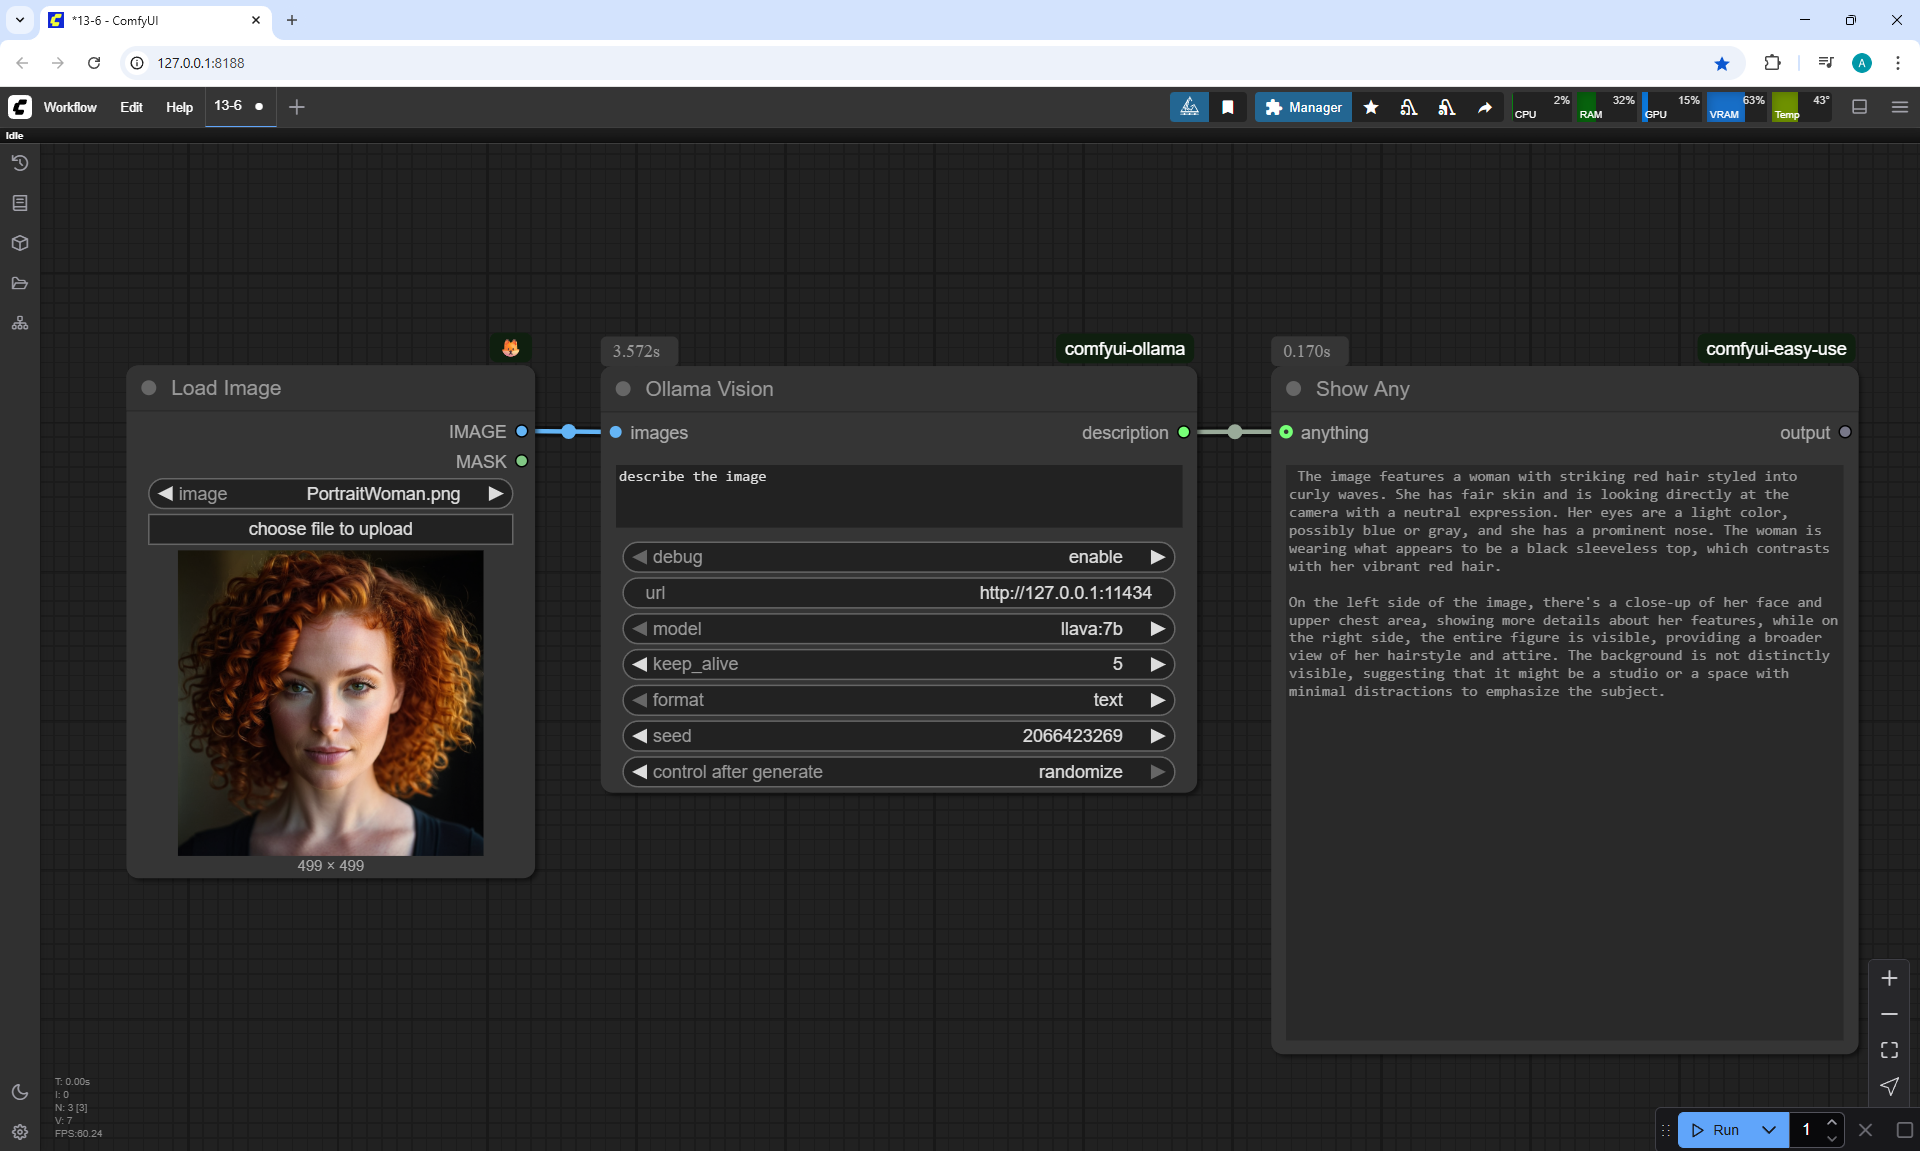 *13-6 - ComfyUI
127.0.0.1:8188
A
Workflow
Edit
Help
13-6
Manager
CPU 2%
RAM 32%
GPU 15%
VRAM 63%
Temp 43°
Idle
Load Image
IMAGE
MASK
image PortraitWoman.png
choose file to upload
499 × 499
3.572s
comfyui-ollama
Ollama Vision
images
description
describe the image
debug enable
url http://127.0.0.1:11434
model llava:7b
keep_alive 5
format text
seed 2066423269
control after generate randomize
0.170s
comfyui-easy-use
Show Any
anything
output
The image features a woman with striking red hair styled into
curly waves. She has fair skin and is looking directly at the
camera with a neutral expression. Her eyes are a light color,
possibly blue or gray, and she has a prominent nose. The woman is
wearing what appears to be a black sleeveless top, which contrasts
with her vibrant red hair.
On the left side of the image, there's a close-up of her face and
upper chest area, showing more details about her features, while on
the right side, the entire figure is visible, providing a broader
view of her hairstyle and attire. The background is not distinctly
visible, suggesting that it might be a studio or a space with
minimal distractions to emphasize the subject.
T: 0.00s
I: 0
N: 3 [3]
V: 7
FPS:60.24
Run
1